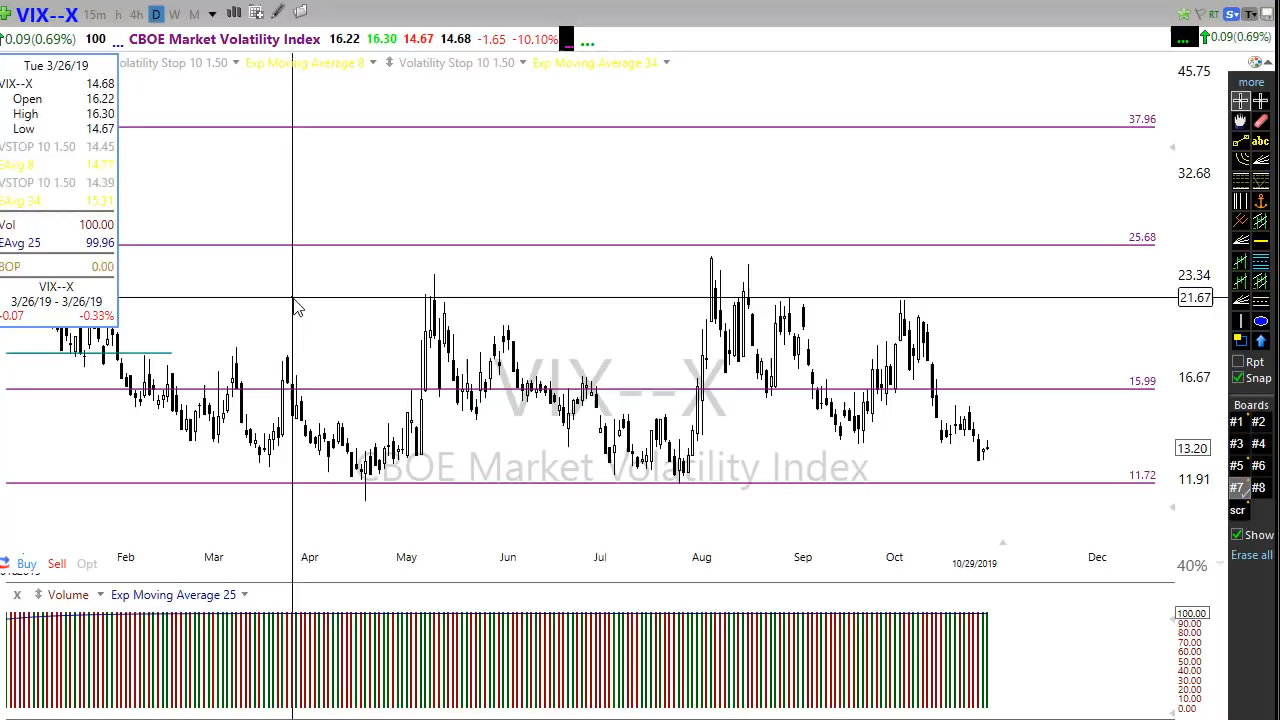 VIX--X 15m h 4h D W M RT S T
0.09(0.69%) 100 ... CBOE Market Volatility Index 16.22 16.30 14.67 14.68 -1.65 -10.10% ... ... 0.09(0.69%)
Tue 3/26/19
VIX--X 14.68
Open 16.22
High 16.30
Low 14.67
VSTOP 10 1.50 14.45
EAvg 8 14.77
VSTOP 10 1.50 14.39
EAvg 34 15.31
Vol 100.00
EAvg 25 99.96
BOP 0.00
VIX--X
3/26/19 - 3/26/19
-0.07 -0.33%
olatility Stop 10 1.50 Exp Moving Average 8 Volatility Stop 10 1.50 Exp Moving Average 34
45.75
37.96
32.68
25.68
23.34
21.67
16.67
15.99
13.20
11.91
11.72
VIX--X
CBOE Market Volatility Index
Feb Mar Apr May Jun Jul Aug Sep Oct 10/29/2019 Dec
Buy Sell Opt 40%
X Volume Exp Moving Average 25
100.00
90.00
80.00
70.00
60.00
50.00
40.00
30.00
20.00
10.00
0.00
more
abc
Rpt
Snap
Boards
#1 #2
#3 #4
#5 #6
#7 #8
scr
Show
Erase all